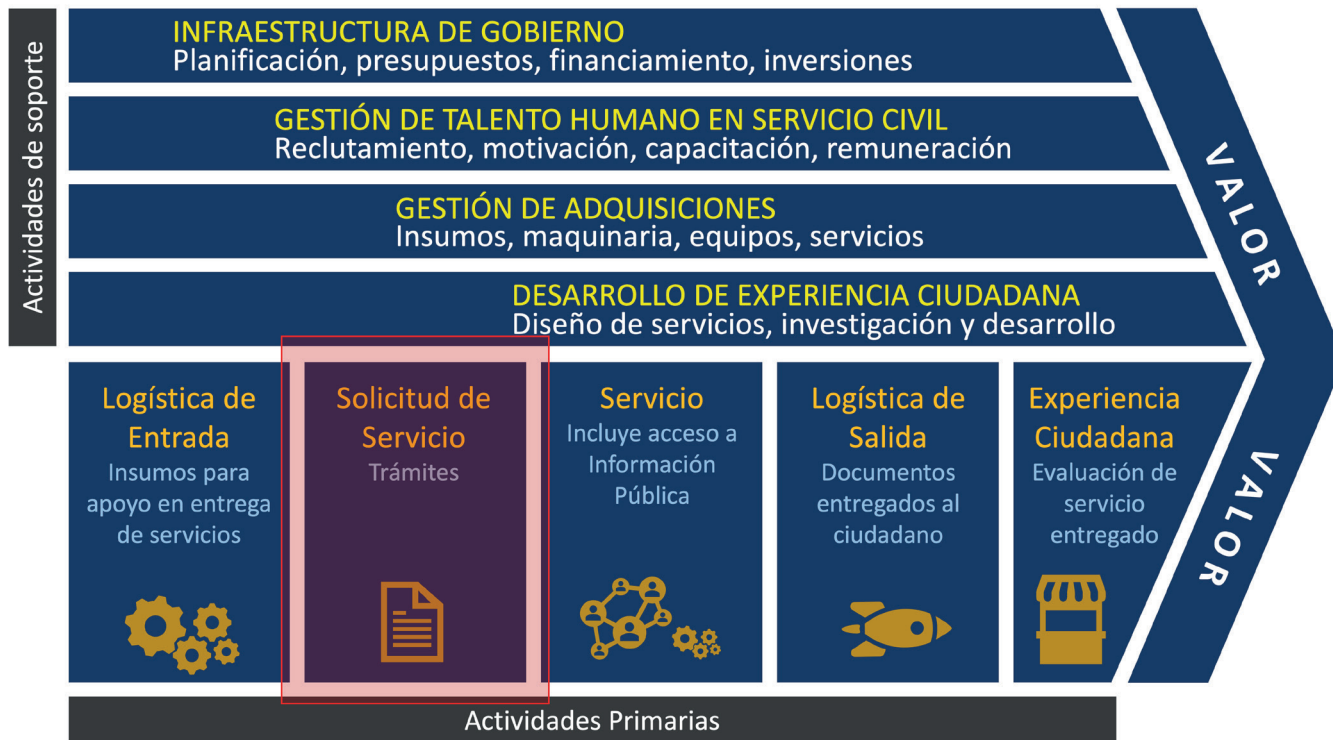 Actividades de soporte
INFRAESTRUCTURA DE GOBIERNO
Planificación, presupuestos, financiamiento, inversiones
GESTIÓN DE TALENTO HUMANO EN SERVICIO CIVIL
Reclutamiento, motivación, capacitación, remuneración
GESTIÓN DE ADQUISICIONES
Insumos, maquinaria, equipos, servicios
DESARROLLO DE EXPERIENCIA CIUDADANA
Diseño de servicios, investigación y desarrollo
VALOR
Logística de
Entrada
Insumos para
apoyo en entrega
de servicios
Solicitud de
Servicio
Trámites
Servicio
Incluye acceso a
Información
Pública
Logística de
Salida
Documentos
entregados al
ciudadano
Experiencia
Ciudadana
Evaluación de
servicio
entregado
VALOR
Actividades Primarias